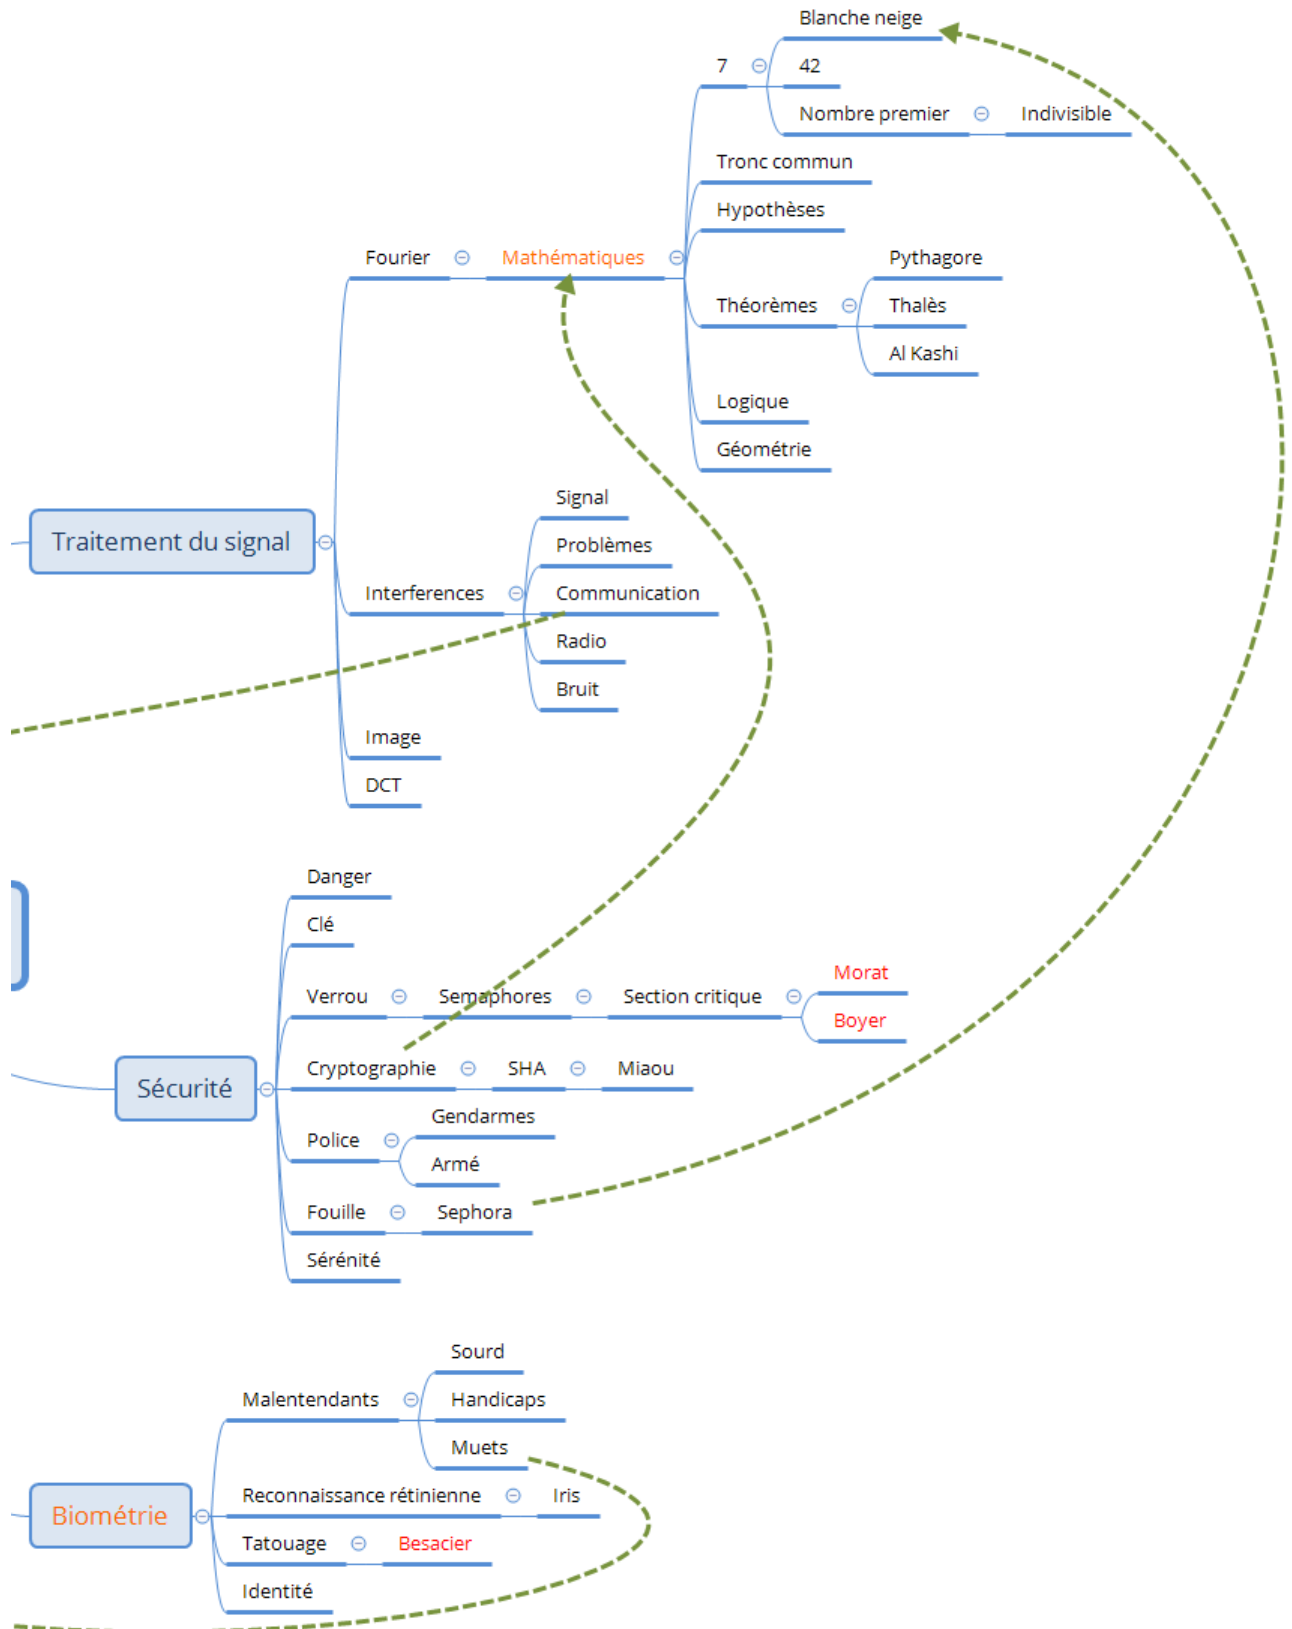 Blanche neige
7
42
Nombre premier
Indivisible
Tronc commun
Hypothèses
Fourier
Mathématiques
Pythagore
Théorèmes
Thalès
Al Kashi
Logique
Géométrie
Signal
Traitement du signal
Problèmes
Interferences
Communication
Radio
Bruit
Image
DCT
Danger
Clé
Morat
Verrou
Semaphores
Section critique
Boyer
Sécurité
Cryptographie
SHA
Miaou
Gendarmes
Police
Armé
Fouille
Sephora
Sérénité
Sourd
Malentendants
Handicaps
Muets
Biométrie
Reconnaissance rétinienne
Iris
Tatouage
Besacier
Identité